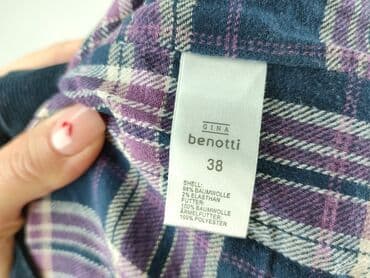 GINA
benotti
38
SHELL:
98% BAUMWOLLE
2% ELASTHAN
FUTTER:
100% BAUMWOLLE
ÄRMELFUTTER:
100% POLYESTER